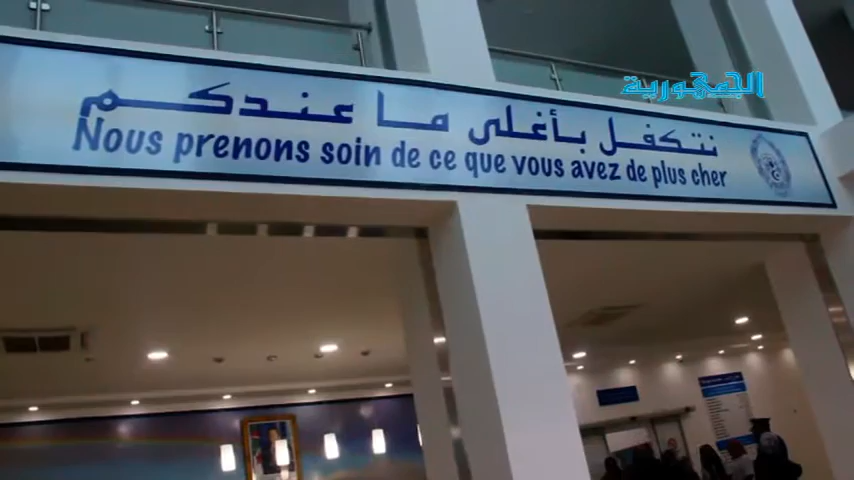 الجمهورية
نتكفل بأغلى ما عندكم
Nous prenons soin de ce que vous avez de plus cher